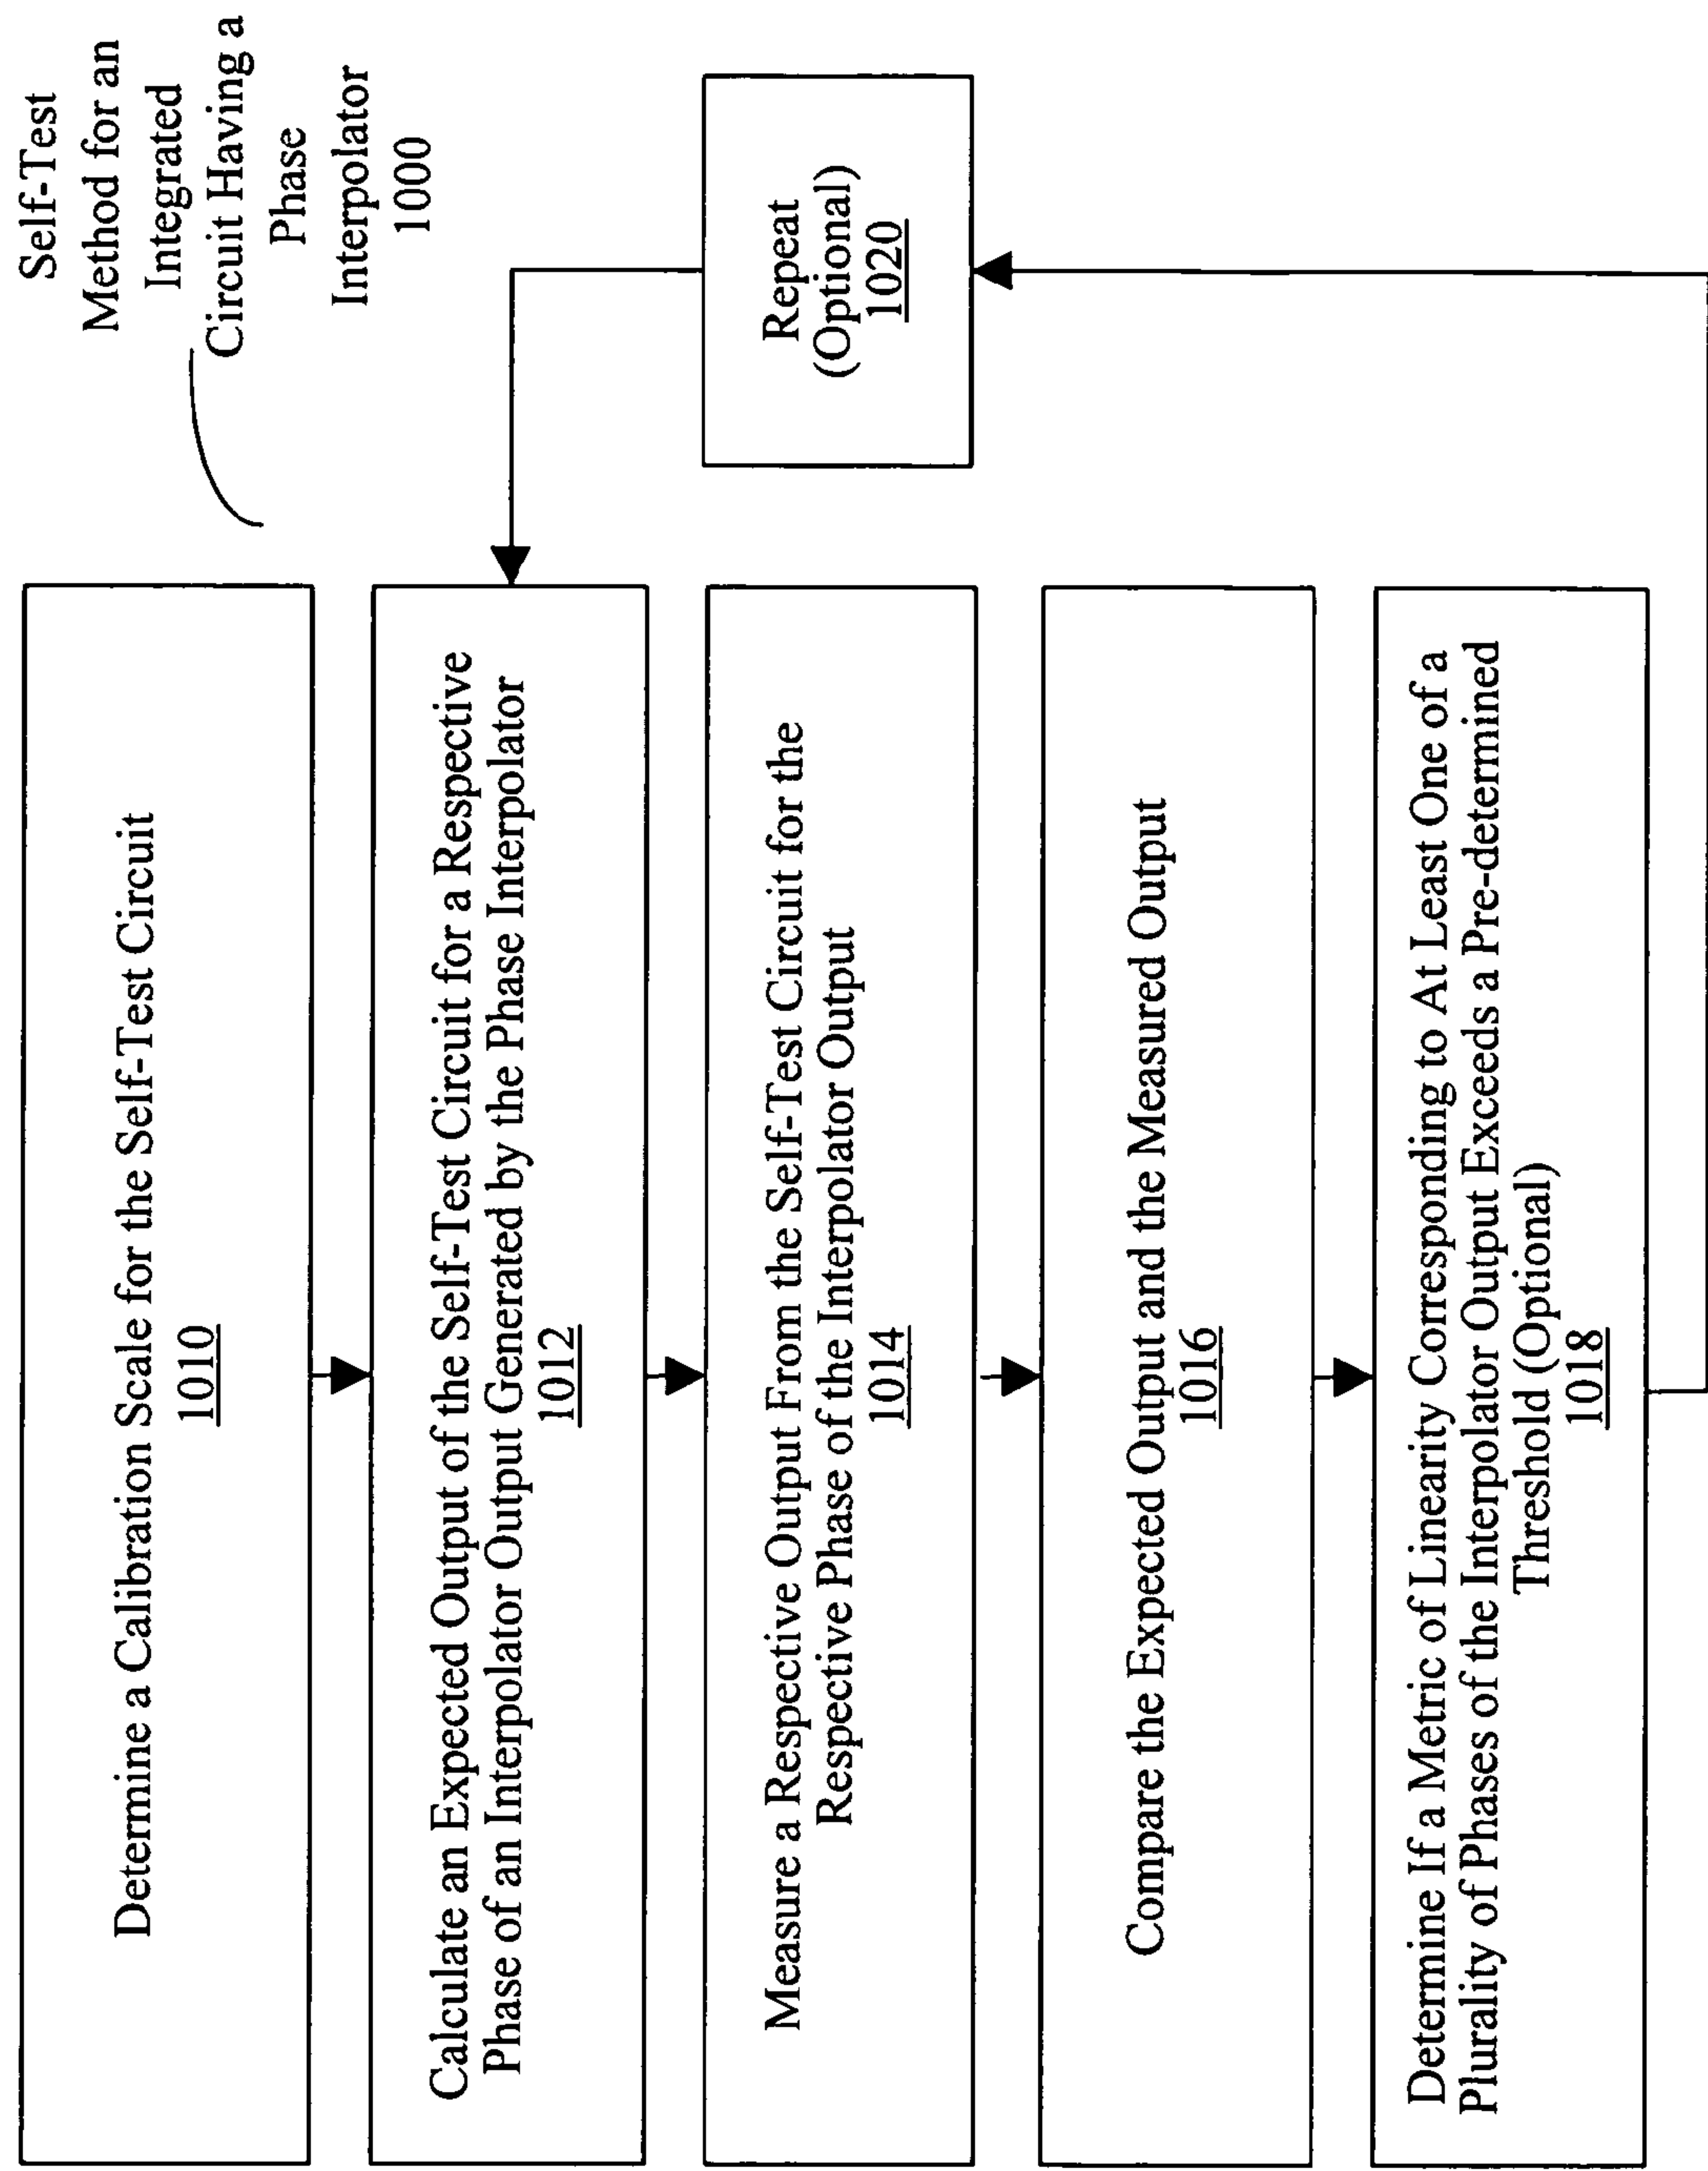 Self-Test
Method for an
Integrated
Circuit Having a
Phase
Interpolator
1000
Determine a Calibration Scale for the Self-Test Circuit
1010
Calculate an Expected Output of the Self-Test Circuit for a Respective
Phase of an Interpolator Output Generated by the Phase Interpolator
1012
Measure a Respective Output From the Self-Test Circuit for the
Respective Phase of the Interpolator Output
1014
Compare the Expected Output and the Measured Output
1016
Determine If a Metric of Linearity Corresponding to At Least One of a
Plurality of Phases of the Interpolator Output Exceeds a Pre-determined
Threshold (Optional)
1018
Repeat
(Optional)
1020